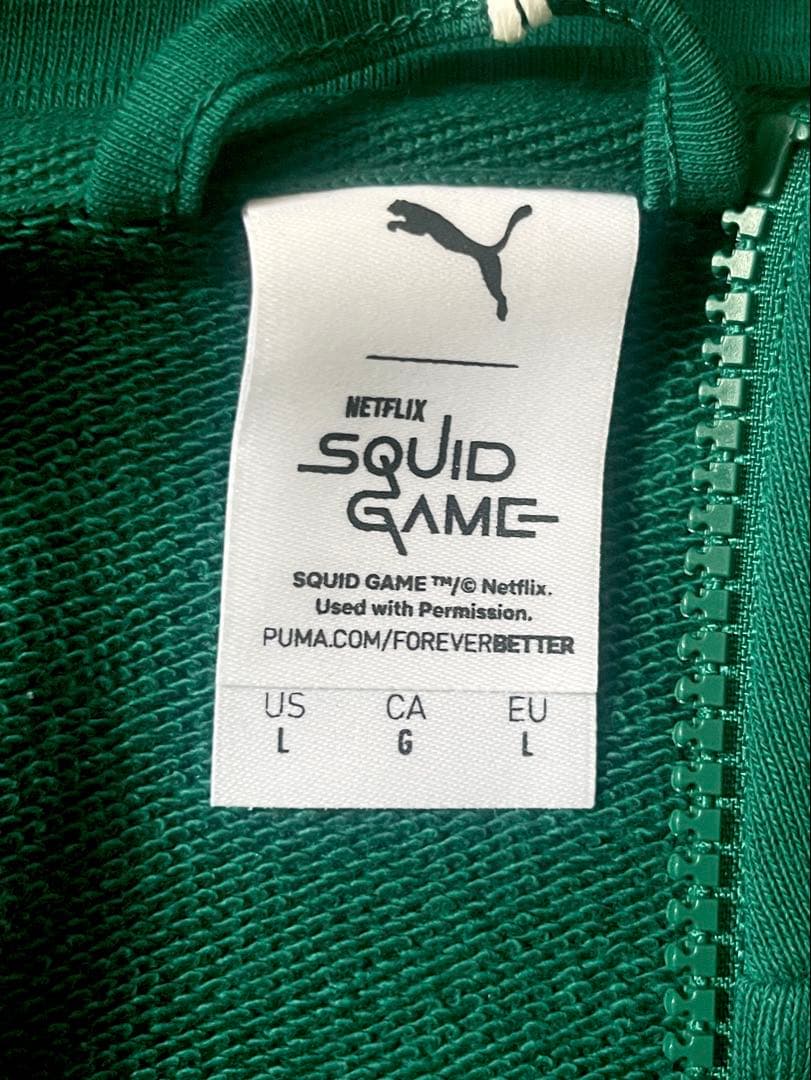 NETFLIX
SQUID
GAME
SQUID GAME ™/© Netflix.
Used with Permission.
PUMA.COM/FOREVERBETTER
US CA EU
L G L